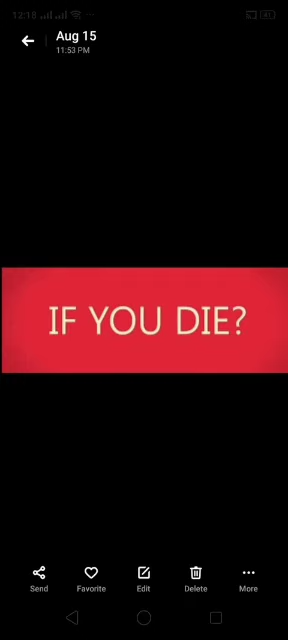 12:18
Aug 15
11:53 PM
IF YOU DIE?
Send
Favorite
Edit
Delete
More